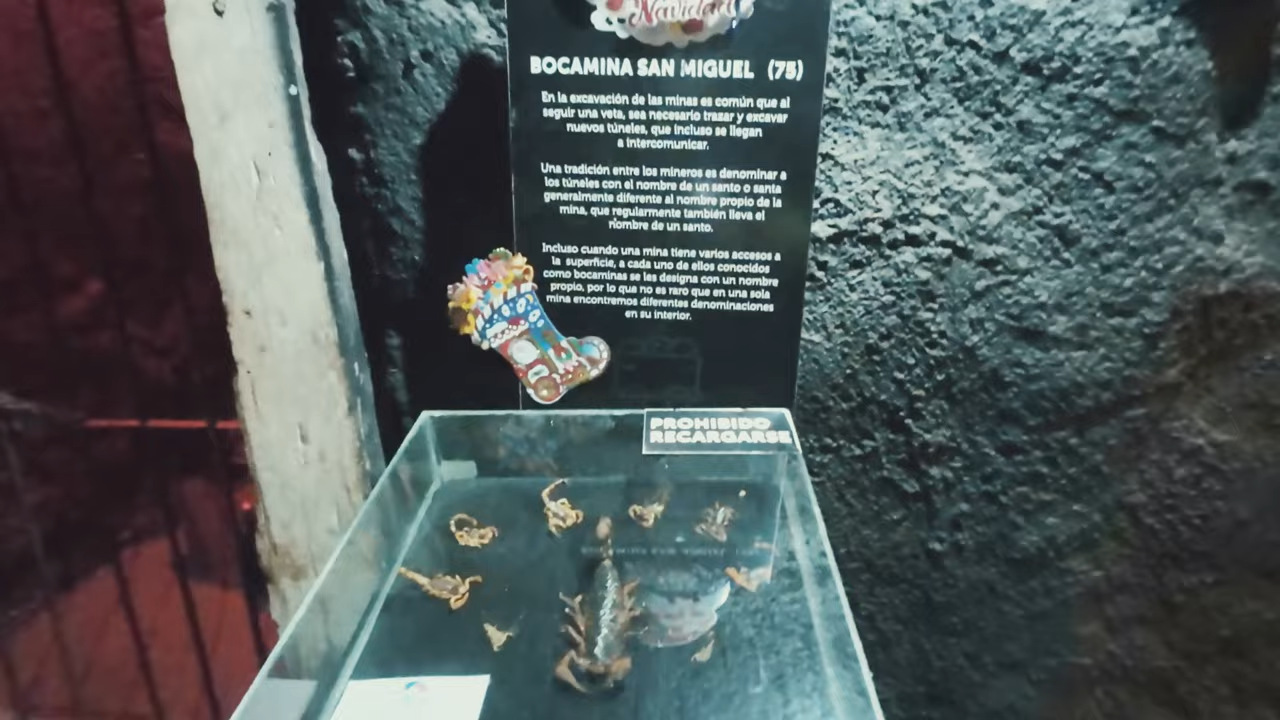 Navidad
BOCAMINA SAN MIGUEL (75)
En la excavación de las minas es común que al
seguir una veta, sea necesario trazar y excavar
nuevos túneles, que incluso se llegan
a intercomunicar.
Una tradición entre los mineros es denominar a
los túneles con el nombre de un santo o santa
generalmente diferente al nombre propio de la
mina, que regularmente también lleva el
nombre de un santo.
Incluso cuando una mina tiene varios accesos a
la superficie, a cada uno de ellos conocidos
como bocaminas se les designa con un nombre
propio, por lo que no es raro que en una sola
mina encontremos diferentes denominaciones
en su interior.
PROHIBIDO
RECARGARSE